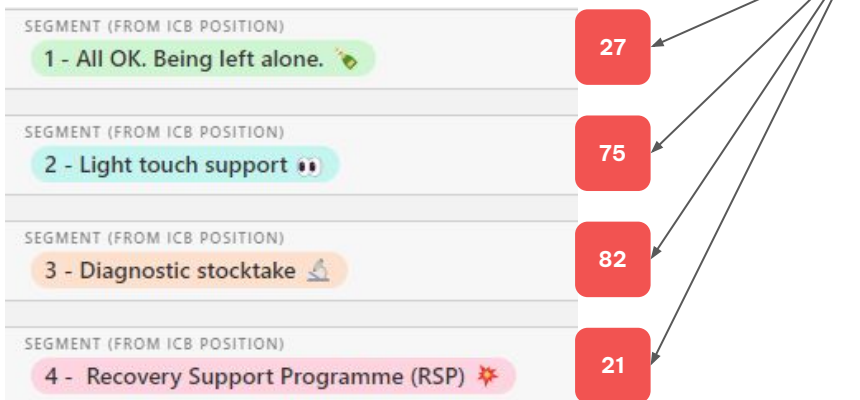 SEGMENT (FROM ICB POSITION)
1 - All OK. Being left alone. 🍾
27
SEGMENT (FROM ICB POSITION)
2 - Light touch support 👀
75
SEGMENT (FROM ICB POSITION)
3 - Diagnostic stocktake 🔬
82
SEGMENT (FROM ICB POSITION)
4 - Recovery Support Programme (RSP) 💥
21